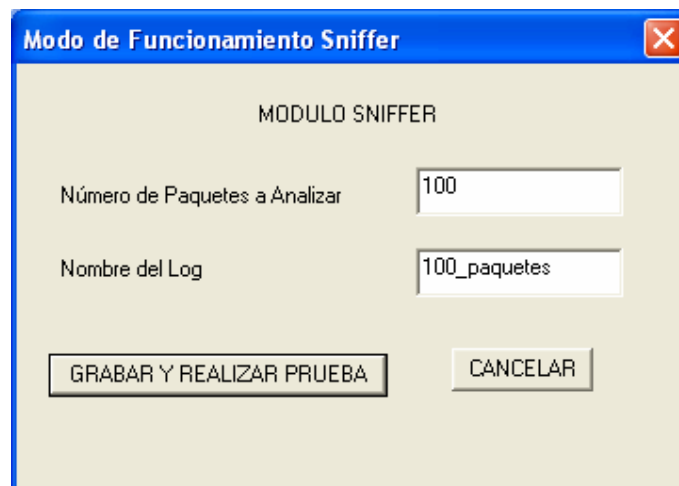 Modo de Funcionamiento Sniffer
MODULO SNIFFER
Número de Paquetes a Analizar
100
Nombre del Log
100_paquetes
GRABAR Y REALIZAR PRUEBA
CANCELAR